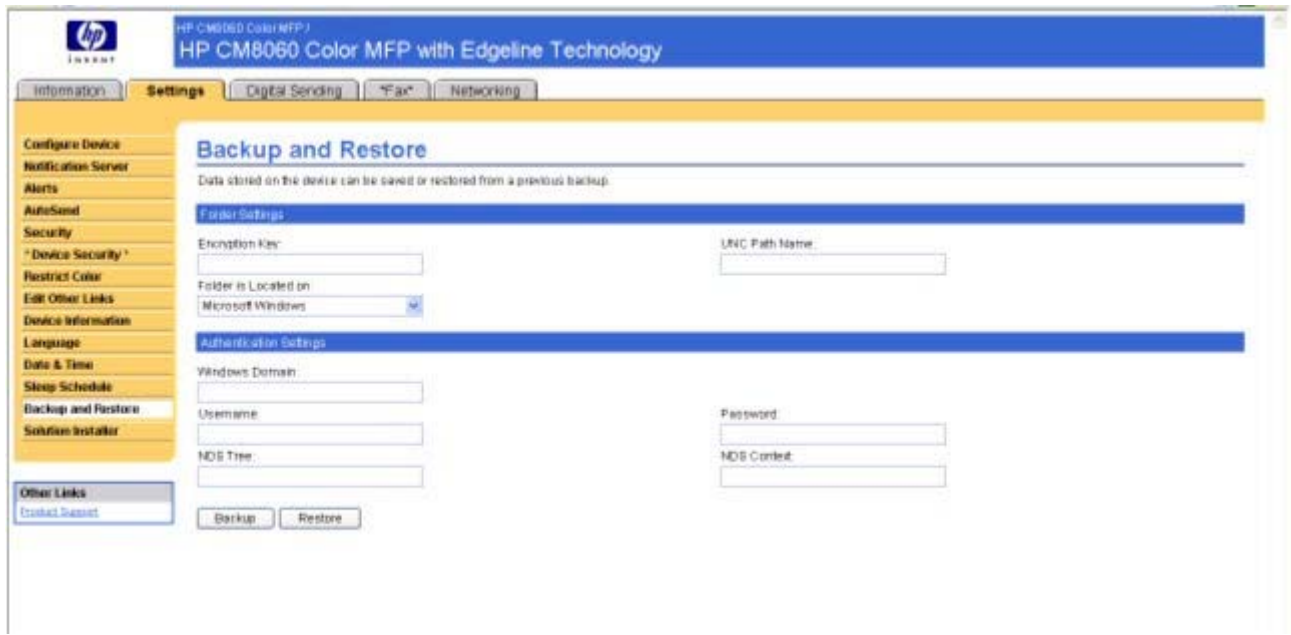 hp
invent
HP CM8060 Color MFP /
HP CM8060 Color MFP with Edgeline Technology
Information
Settings
Digital Sending
"Fax"
Networking
Configure Device
Notification Server
Alerts
AutoSend
Security
* Device Security *
Restrict Color
Edit Other Links
Device Information
Language
Date & Time
Sleep Schedule
Backup and Restore
Solution Installer
Other Links
Product Support
Backup and Restore
Data stored on the device can be saved or restored from a previous backup.
Folder Settings
Encryption Key:
UNC Path Name:
Folder is Located on
Microsoft Windows
Authentication Settings
Windows Domain
Username:
Password:
NDS Tree:
NDS Context:
Backup
Restore